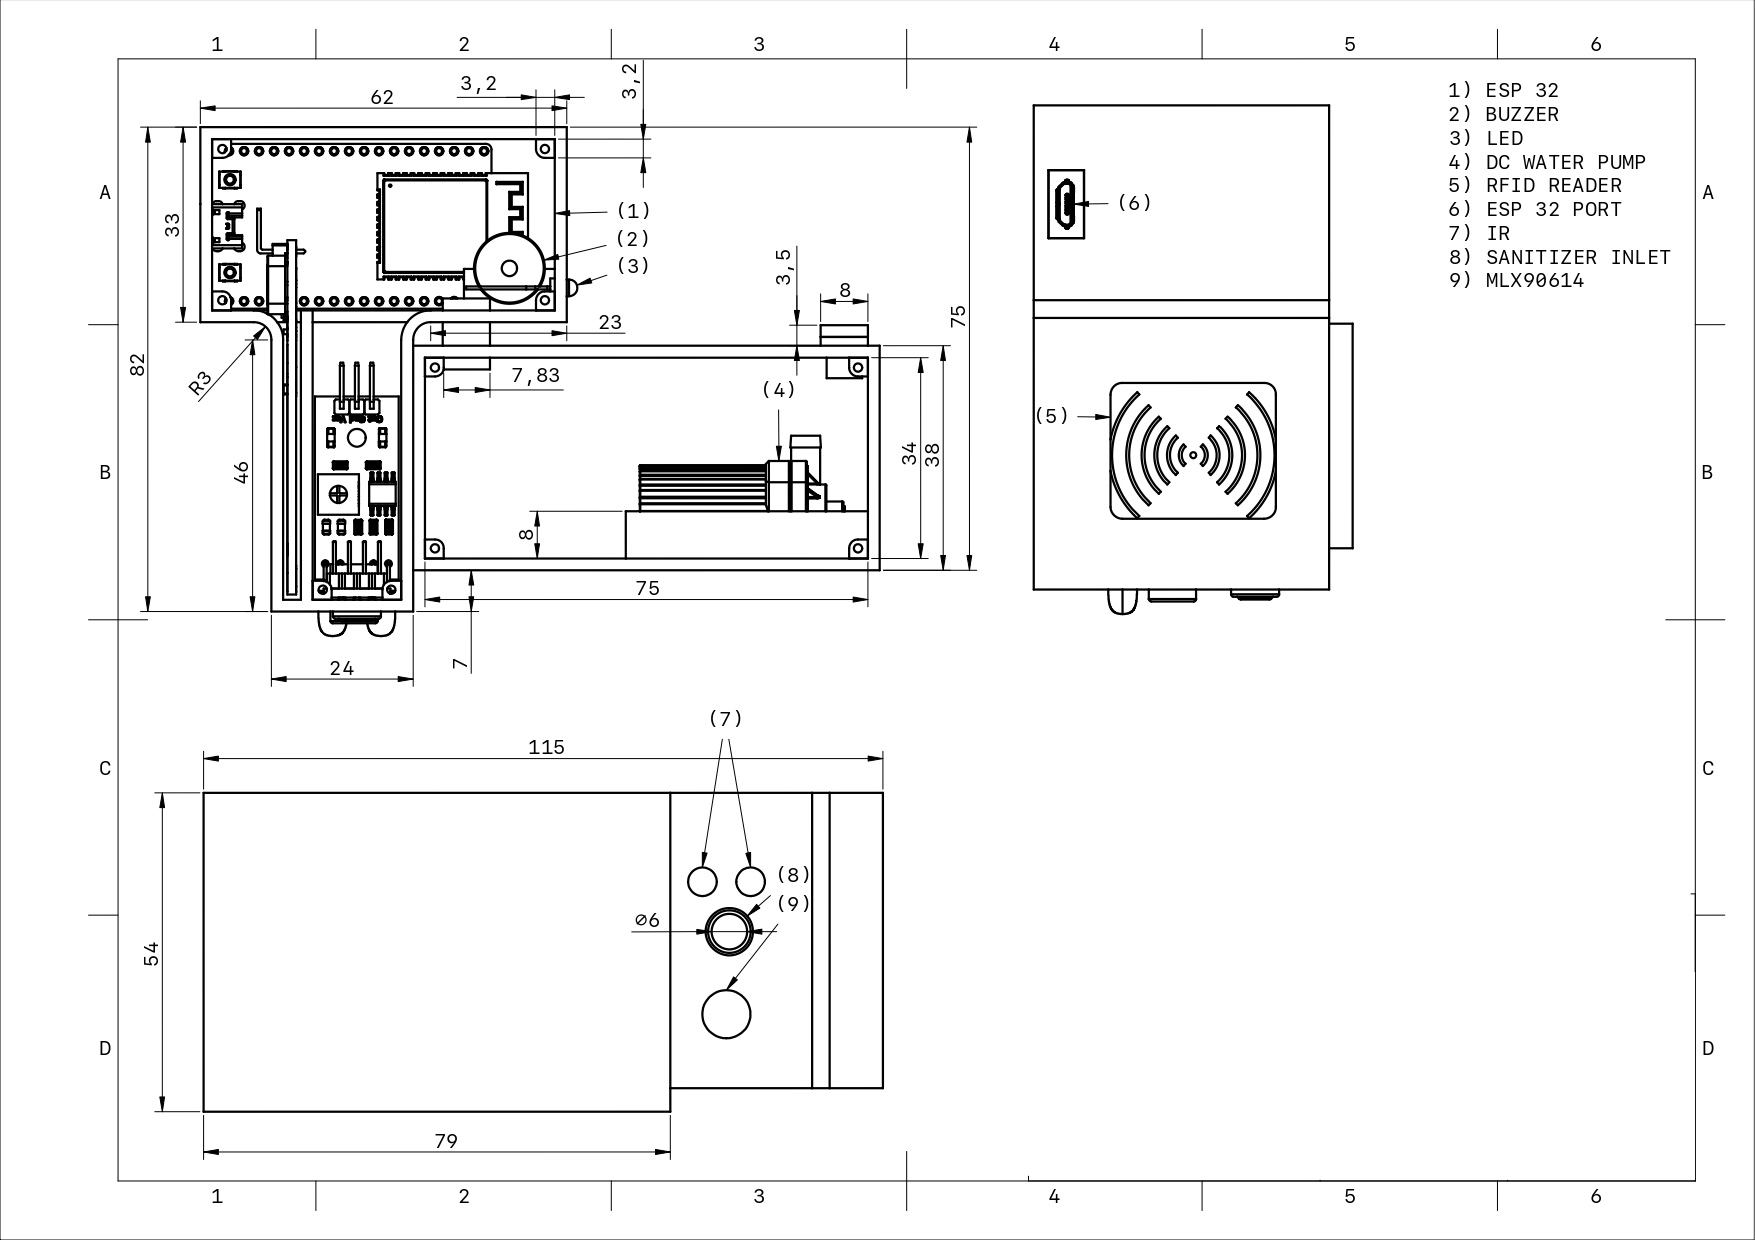 1 2 3 4 5 6
A
B
C
D
A
B
C
D
1 2 3 4 5 6
1) ESP 32
2) BUZZER
3) LED
4) DC WATER PUMP
5) RFID READER
6) ESP 32 PORT
7) IR
8) SANITIZER INLET
9) MLX90614
62
3,2
3,2
33
82
(1)
(2)
(3)
23
R3
46
7,83
3,5
8
75
(4)
34
38
8
75
24
7
(6)
(5)
(7)
115
(8)
(9)
⌀6
54
79